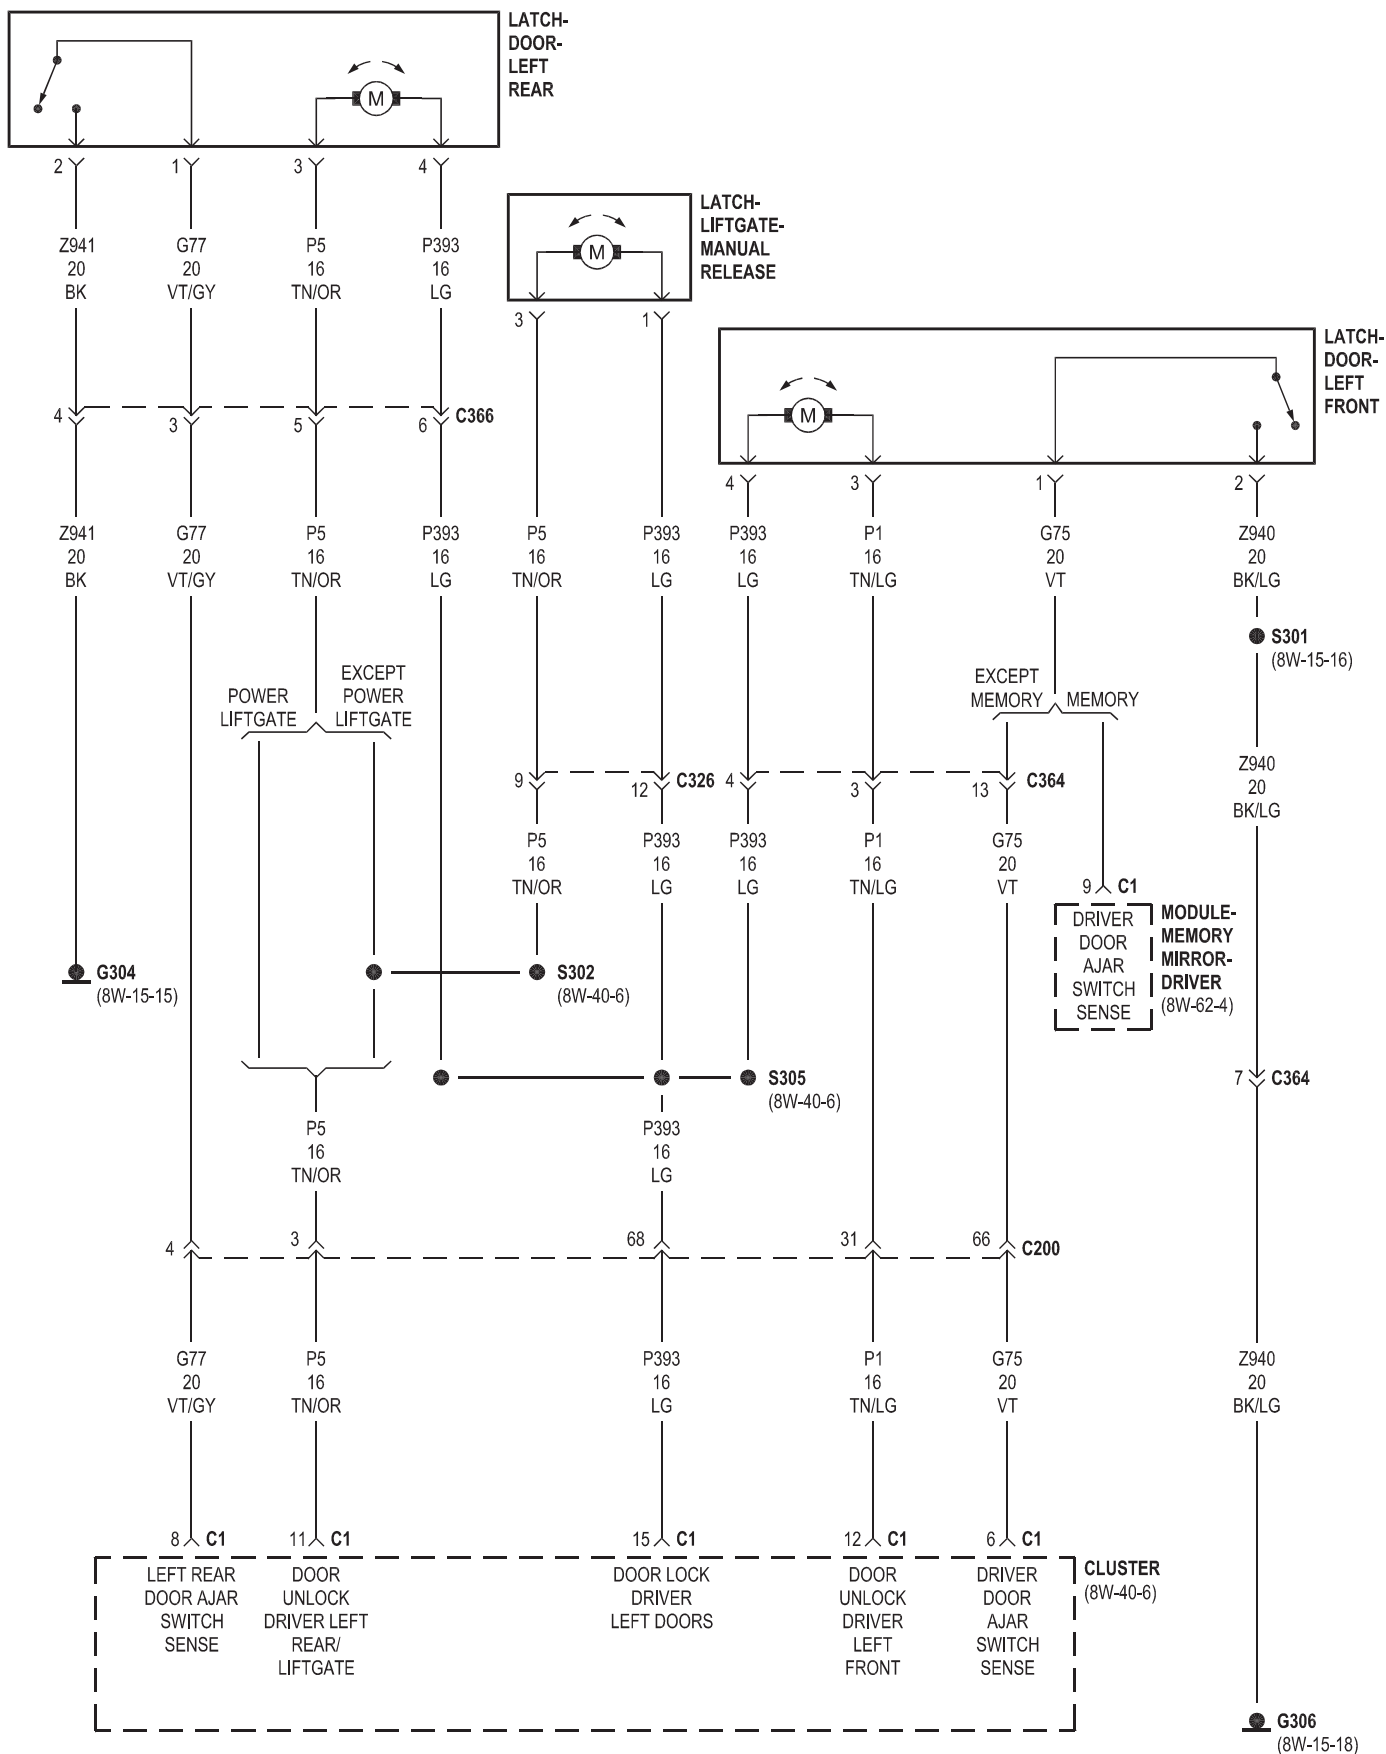 LATCH-
DOOR-
LEFT
REAR
M
2 1 3 4
Z941
20
BK
G77
20
VT/GY
P5
16
TN/OR
P393
16
LG
LATCH-
LIFTGATE-
MANUAL
RELEASE
M
3 1
LATCH-
DOOR-
LEFT
FRONT
M
4 3 1 2
4 3 5 6 C366
Z941
20
BK
G77
20
VT/GY
P5
16
TN/OR
P393
16
LG
P5
16
TN/OR
P393
16
LG
P393
16
LG
P1
16
TN/LG
G75
20
VT
Z940
20
BK/LG
S301
(8W-15-16)
POWER
LIFTGATE
EXCEPT
POWER
LIFTGATE
EXCEPT
MEMORY
MEMORY
9 12 C326
4 3 13 C364
Z940
20
BK/LG
P5
16
TN/OR
P393
16
LG
P393
16
LG
P1
16
TN/LG
G75
20
VT
9 C1
DRIVER
DOOR
AJAR
SWITCH
SENSE
MODULE-
MEMORY
MIRROR-
DRIVER
(8W-62-4)
G304
(8W-15-15)
S302
(8W-40-6)
S305
(8W-40-6)
7 C364
P5
16
TN/OR
P393
16
LG
4 3 68 31 66 C200
G77
20
VT/GY
P5
16
TN/OR
P393
16
LG
P1
16
TN/LG
G75
20
VT
Z940
20
BK/LG
8 C1 11 C1 15 C1 12 C1 6 C1
LEFT REAR
DOOR AJAR
SWITCH
SENSE
DOOR
UNLOCK
DRIVER LEFT
REAR/
LIFTGATE
DOOR LOCK
DRIVER
LEFT DOORS
DOOR
UNLOCK
DRIVER
LEFT
FRONT
DRIVER
DOOR
AJAR
SWITCH
SENSE
CLUSTER
(8W-40-6)
G306
(8W-15-18)